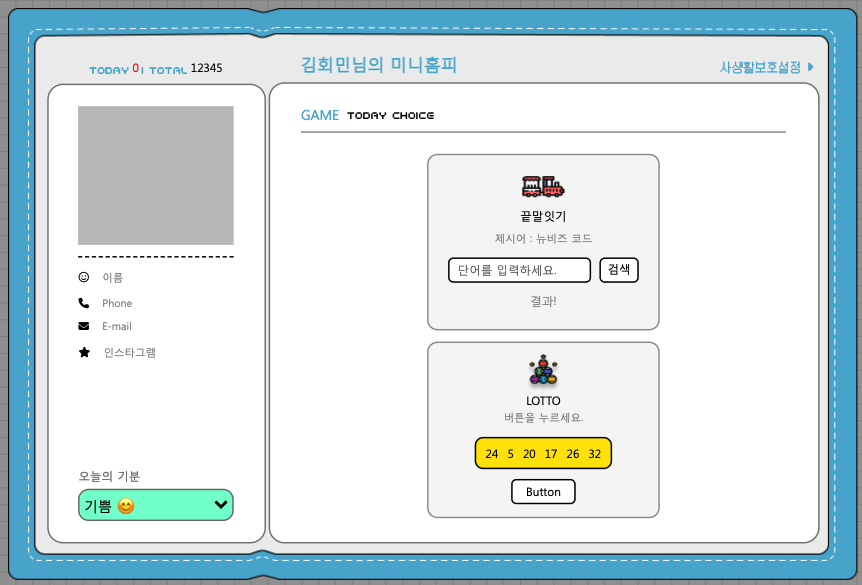 TODAY 0 | TOTAL 12345
김회민님의 미니홈피
사생활보호설정
이름
Phone
E-mail
인스타그램
오늘의 기분
기쁨 😊
GAME TODAY CHOICE
끝말잇기
제시어 : 뉴비즈 코드
단어를 입력하세요. 검색
결과!
LOTTO
버튼을 누르세요.
24 5 20 17 26 32
Button